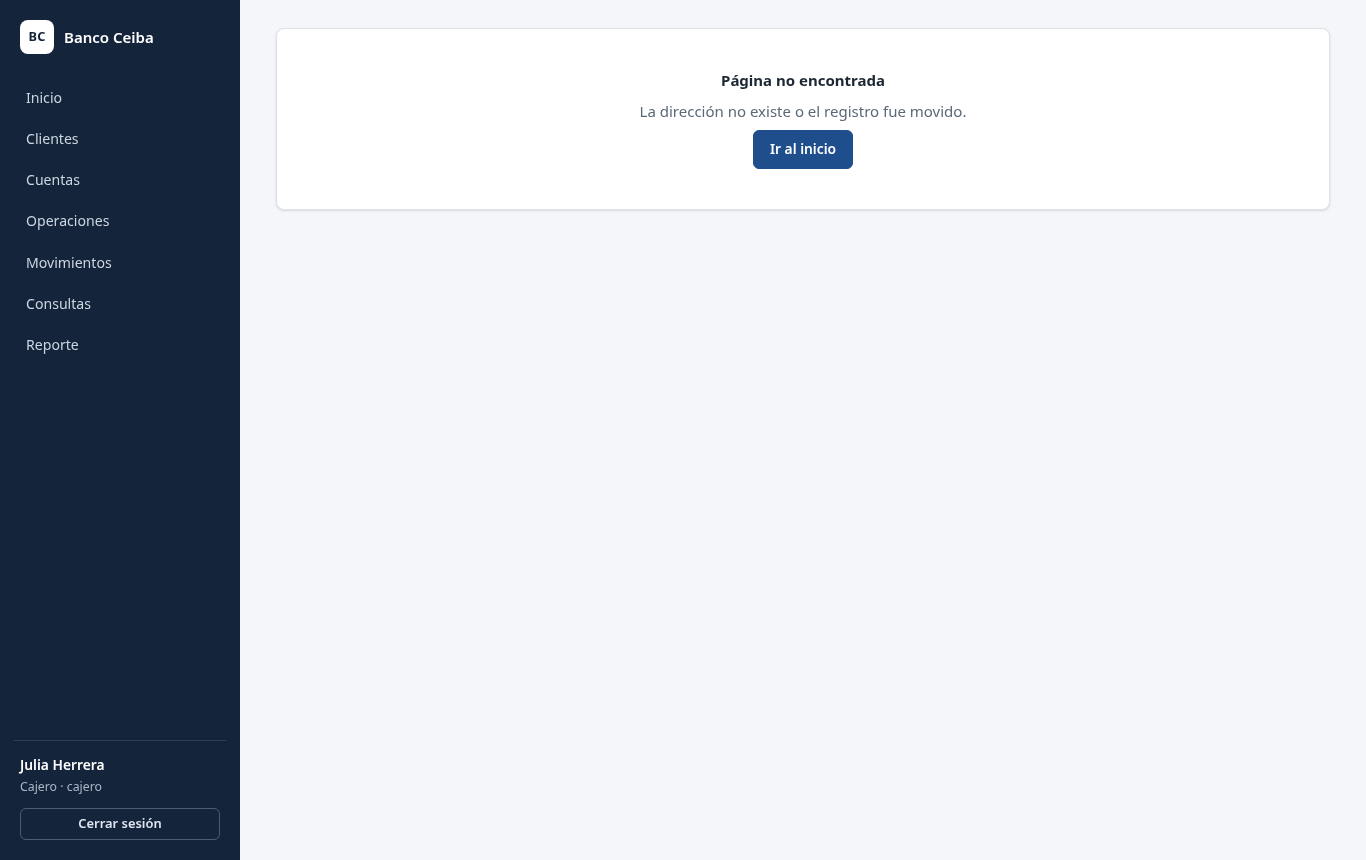 BC Banco Ceiba
Inicio
Clientes
Cuentas
Operaciones
Movimientos
Consultas
Reporte
Julia Herrera
Cajero · cajero
Cerrar sesión
Página no encontrada
La dirección no existe o el registro fue movido.
Ir al inicio